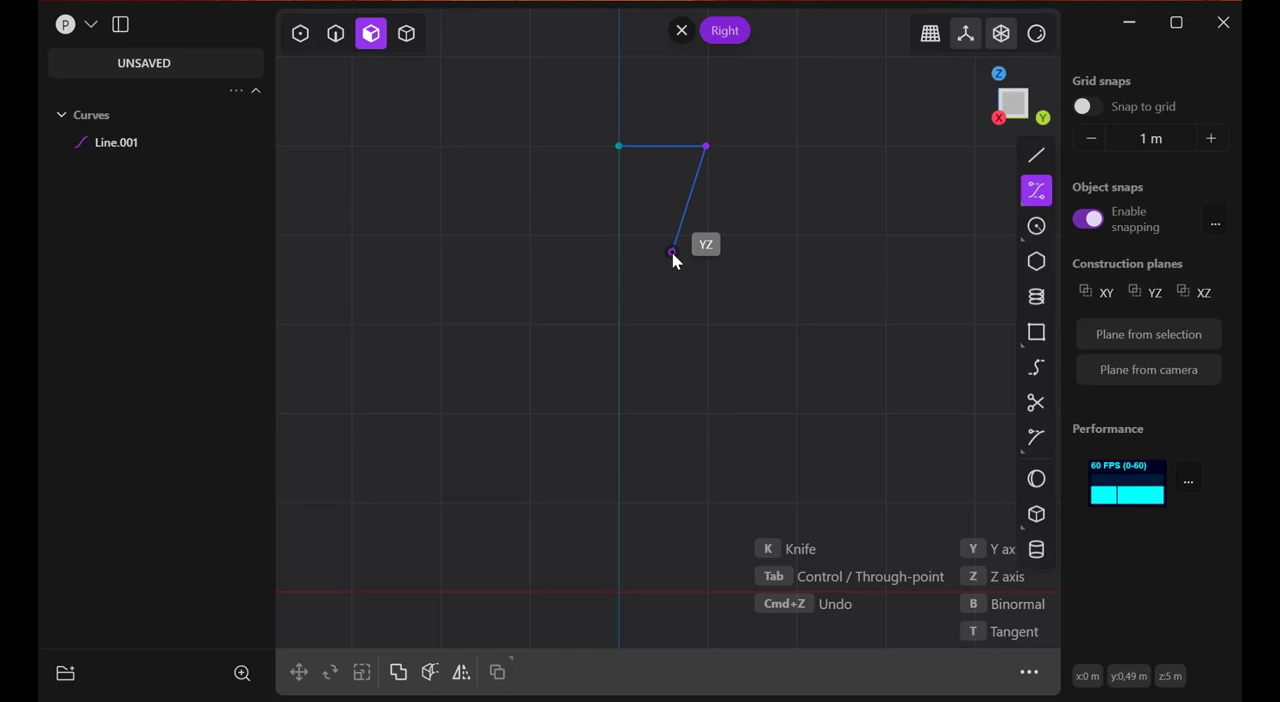 P
UNSAVED
...
Curves
Line.001
Right
Z
X
Y
YZ
K Knife
Tab Control / Through-point
Cmd+Z Undo
Y Y ax
Z Z axis
B Binormal
T Tangent
Grid snaps
Snap to grid
− 1 m +
Object snaps
Enable
snapping
...
Construction planes
XY YZ XZ
Plane from selection
Plane from camera
Performance
60 FPS (0-60)
...
x:0 m y:0,49 m z:5 m